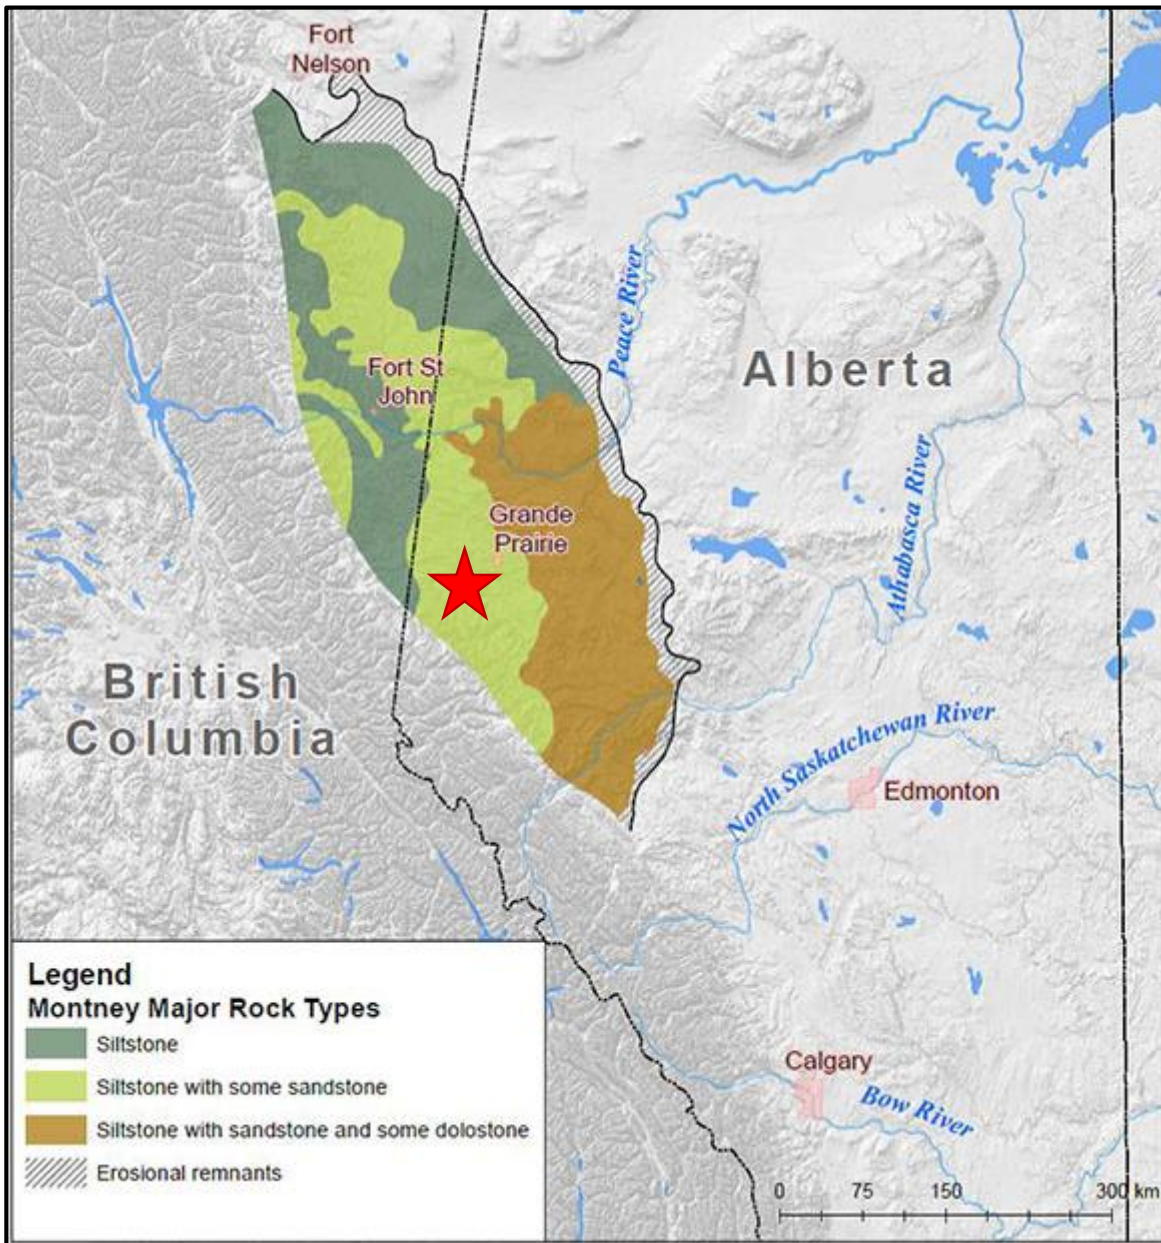 Fort
Nelson
Peace River
Alberta
Fort St
John
Grande
Prairie
Athabasca River
British
Columbia
North Saskatchewan River
Edmonton
Calgary
Bow River
Legend
Montney Major Rock Types
Siltstone
Siltstone with some sandstone
Siltstone with sandstone and some dolostone
Erosional remnants
0 75 150 300 km